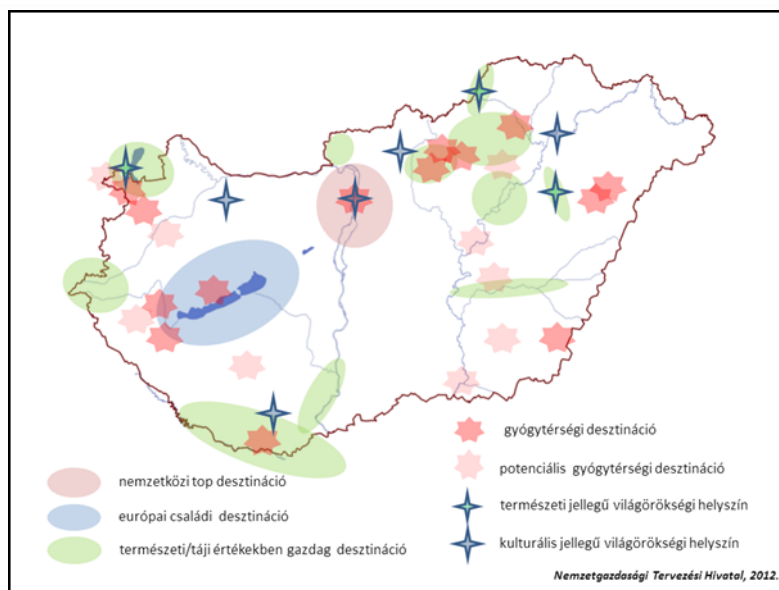 nemzetközi top desztináció
európai családi desztináció
természeti/táji értékekben gazdag desztináció
gyógytérségi desztináció
potenciális gyógytérségi desztináció
természeti jellegű világörökségi helyszín
kulturális jellegű világörökségi helyszín
Nemzetgazdasági Tervezési Hivatal, 2012.